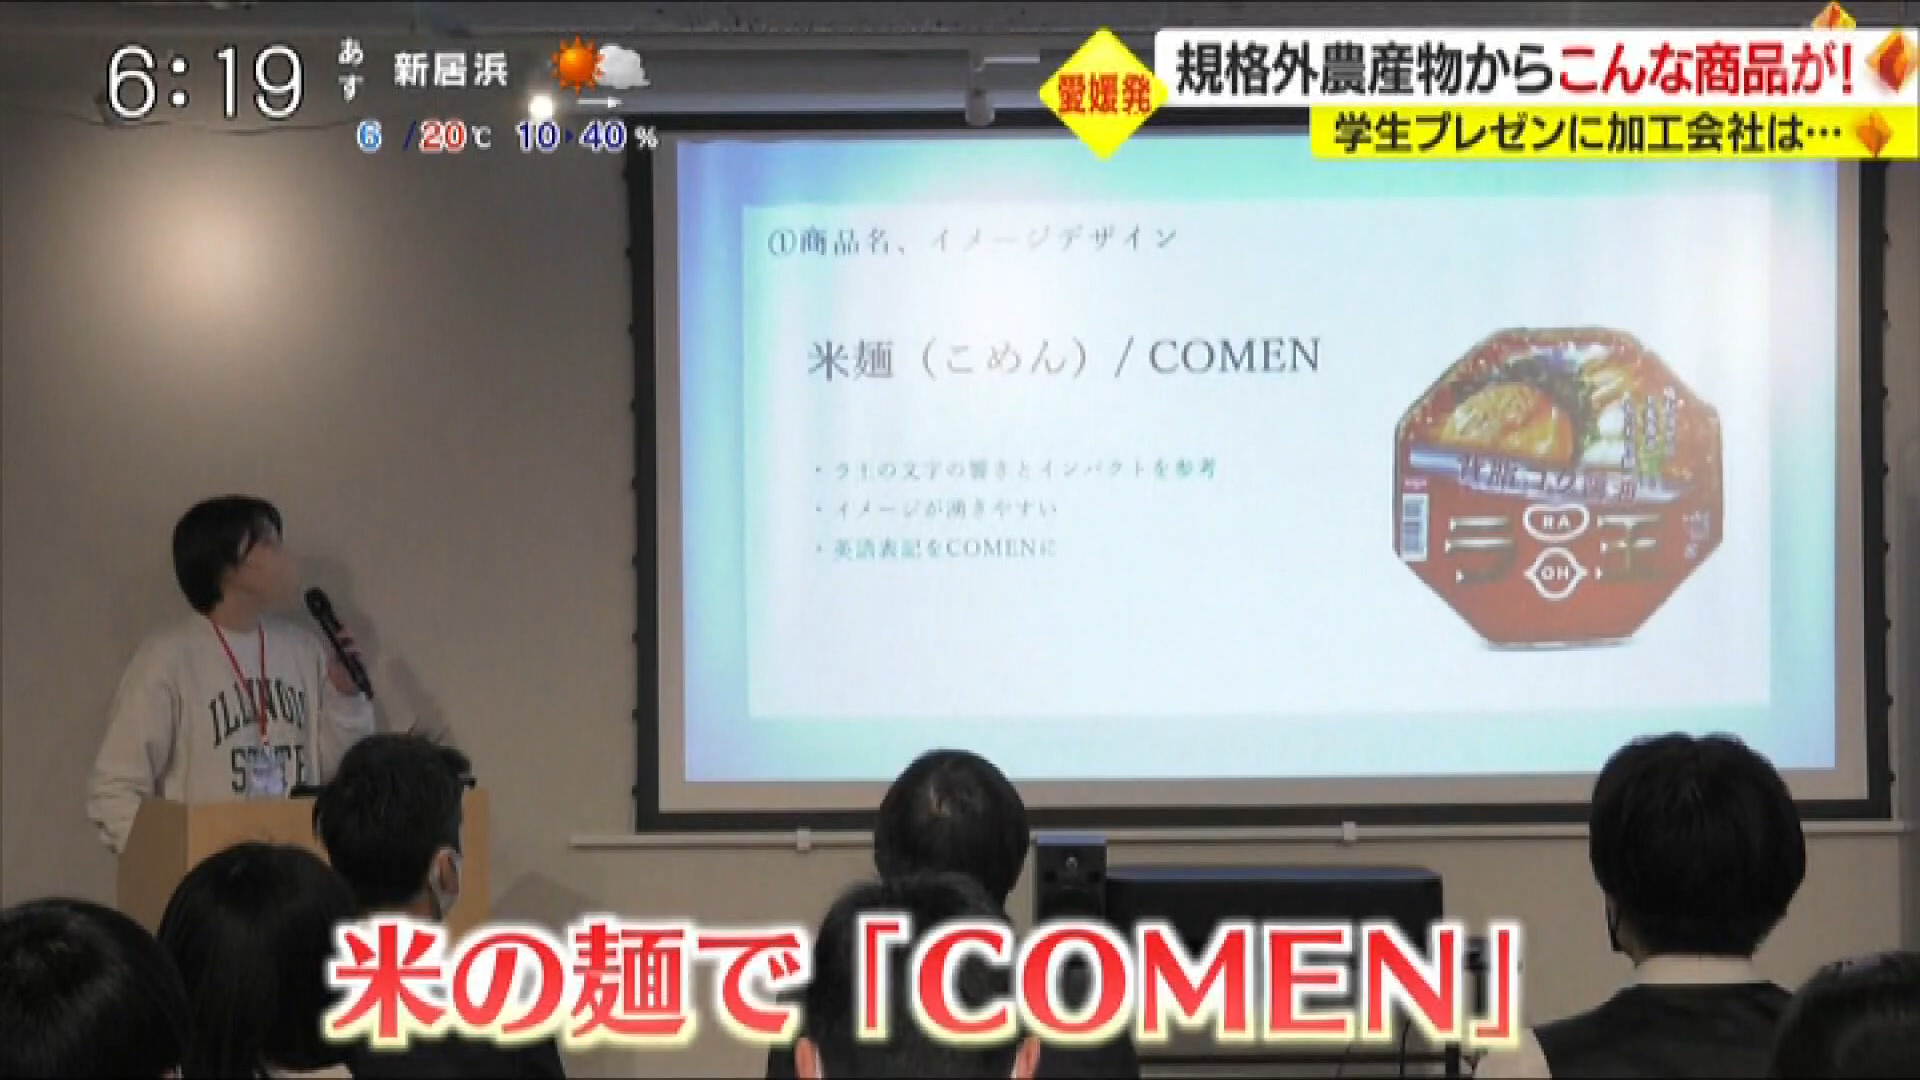 6:19
あす
新居浜
6/20℃ 10 40%
愛媛発
規格外農産物からこんな商品が!
学生プレゼンに加工会社は…
①商品名、イメージデザイン
米麺（こめん）/ COMEN
・ラ王の文字の響きとインパクトを参考
・イメージが湧きやすい
・英語表記をCOMENに
RA
OH
ラ王
ILLINOIS
STATE
米の麺で「COMEN」